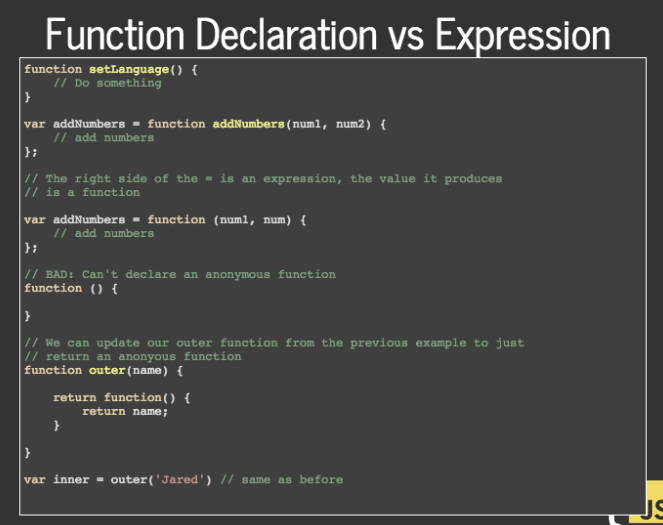 Function Declaration vs Expression
function setLanguage() {
    // Do something
}
var addNumbers = function addNumbers(num1, num2) {
    // add numbers
};
// The right side of the = is an expression, the value it produces
// is a function
var addNumbers = function (num1, num) {
    // add numbers
};
// BAD: Can't declare an anonymous function
function () {
}
// We can update our outer function from the previous example to just
// return an anonyous function
function outer(name) {
    return function() {
        return name;
    }
}
var inner = outer('Jared') // same as before
JS